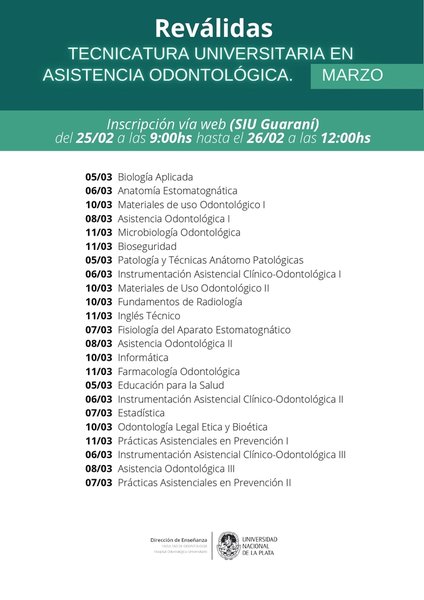 Reválidas
TECNICATURA UNIVERSITARIA EN
ASISTENCIA ODONTOLÓGICA. MARZO
Inscripción vía web (SIU Guaraní)
del 25/02 a las 9:00hs hasta el 26/02 a las 12:00hs
05/03 Biología Aplicada
06/03 Anatomía Estomatognática
10/03 Materiales de uso Odontológico I
08/03 Asistencia Odontológica I
11/03 Microbiología Odontológica
11/03 Bioseguridad
05/03 Patología y Técnicas Anátomo Patológicas
06/03 Instrumentación Asistencial Clínico-Odontológica I
10/03 Materiales de Uso Odontológico II
10/03 Fundamentos de Radiología
11/03 Inglés Técnico
07/03 Fisiología del Aparato Estomatognático
08/03 Asistencia Odontológica II
10/03 Informática
11/03 Farmacología Odontológica
05/03 Educación para la Salud
06/03 Instrumentación Asistencial Clínico-Odontológica II
07/03 Estadística
10/03 Odontología Legal Etica y Bioética
11/03 Prácticas Asistenciales en Prevención I
06/03 Instrumentación Asistencial Clínico-Odontológica III
08/03 Asistencia Odontológica III
07/03 Prácticas Asistenciales en Prevención II
Dirección de Enseñanza
UNIVERSIDAD
NACIONAL
DE LA PLATA